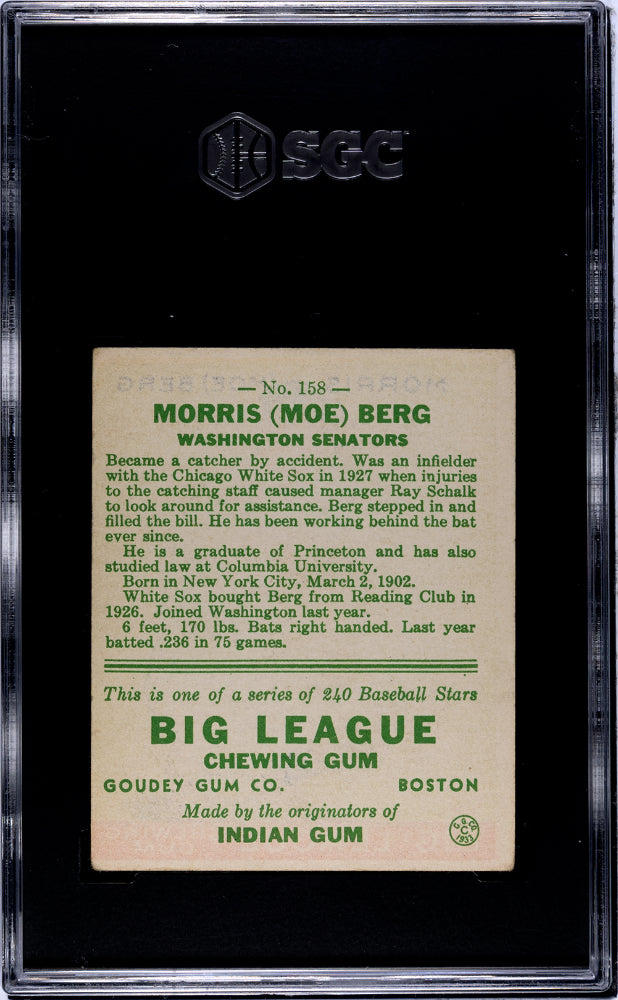 SGC
— No. 158 —
MORRIS (MOE) BERG
WASHINGTON SENATORS
Became a catcher by accident. Was an infielder
with the Chicago White Sox in 1927 when injuries
to the catching staff caused manager Ray Schalk
to look around for assistance. Berg stepped in and
filled the bill. He has been working behind the bat
ever since.
He is a graduate of Princeton and has also
studied law at Columbia University.
Born in New York City, March 2, 1902.
White Sox bought Berg from Reading Club in
1926. Joined Washington last year.
6 feet, 170 lbs. Bats right handed. Last year
batted .236 in 75 games.
This is one of a series of 240 Baseball Stars
BIG LEAGUE
CHEWING GUM
GOUDEY GUM CO. BOSTON
Made by the originators of
INDIAN GUM
G.G.CO.
C
1933